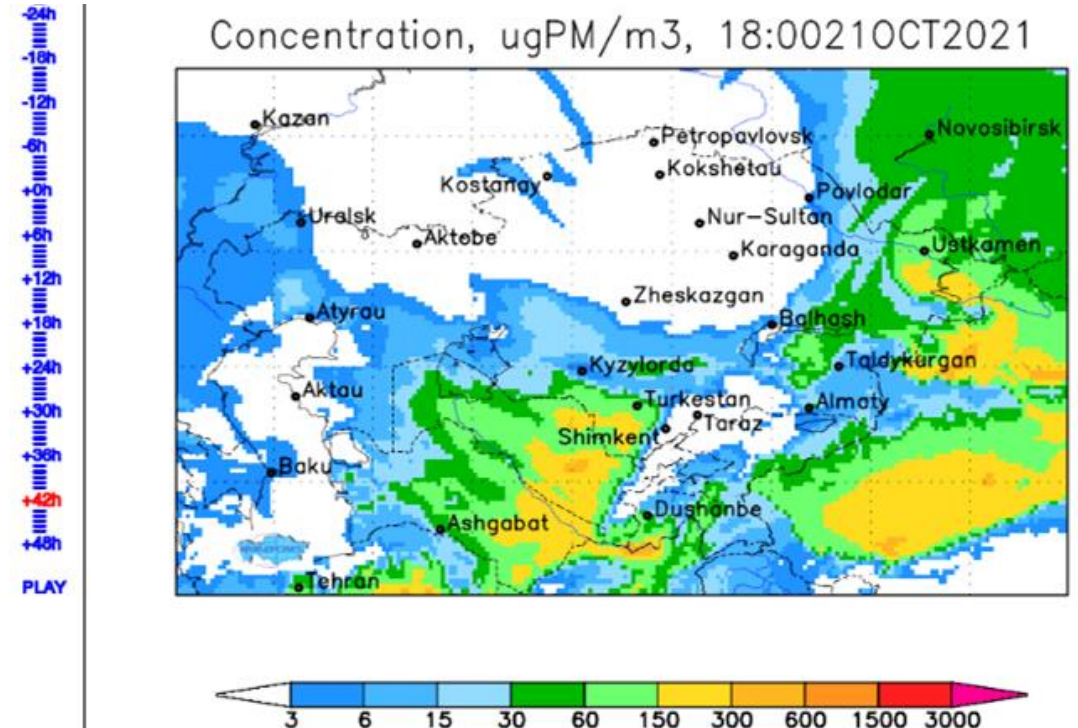 -24h
-18h
-12h
-6h
+0h
+6h
+12h
+18h
+24h
+30h
+36h
+42h
+48h
PLAY
Concentration, ugPM/m3, 18:00210CT2021
Kazan
Petropavlovsk
Novosibirsk
Kostanay
Kokshetau
Pavlodar
Uralsk
Nur-Sultan
Aktobe
Karaganda
Ustkamen
Zheskazgan
Atyrau
Balhash
Kyzylorda
Taldykurgan
Aktau
Turkestan
Almaty
Shimkent
Taraz
Baku
Dushanbe
Ashgabat
Tehran
3 6 15 30 60 150 300 600 1500 3000